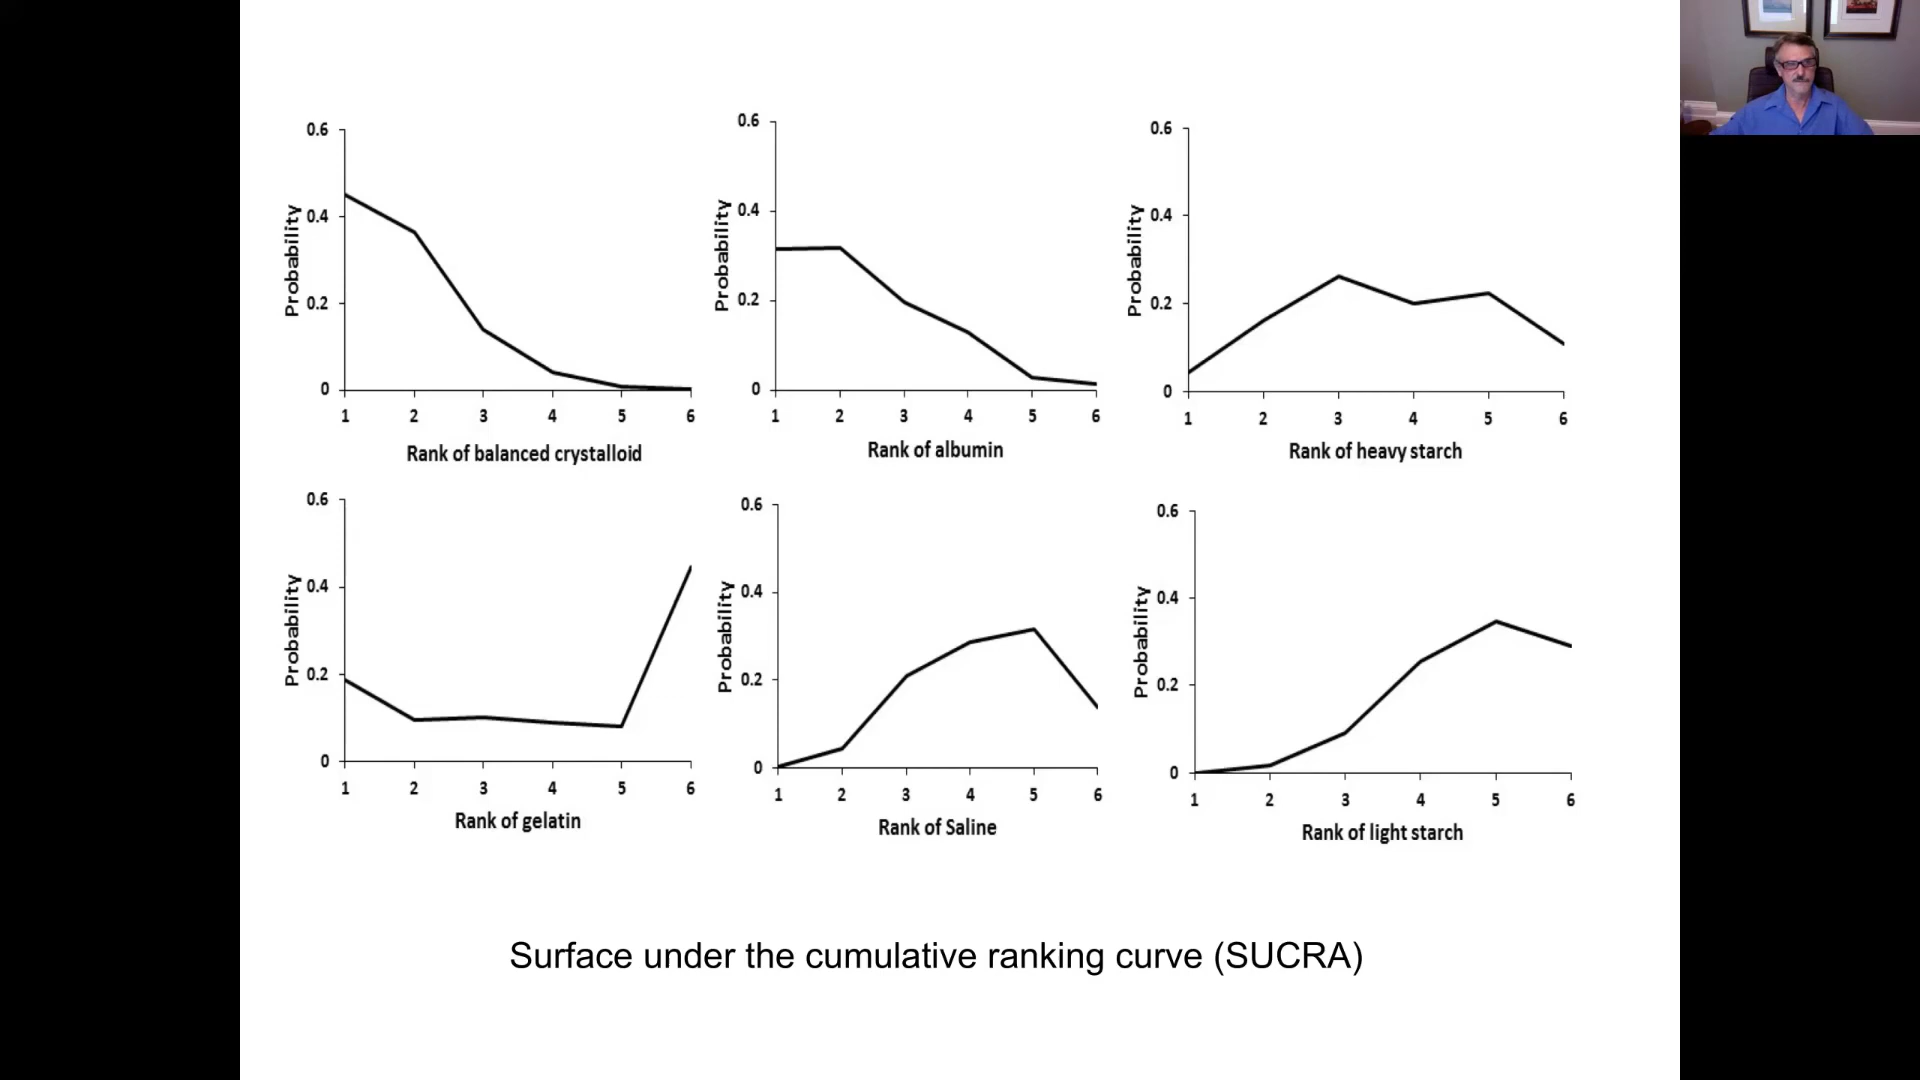 0.6
0.4
0.2
0
Probability
1 2 3 4 5 6
Rank of balanced crystalloid
0.6
0.4
0.2
0
Probability
1 2 3 4 5 6
Rank of albumin
0.6
0.4
0.2
0
Probability
1 2 3 4 5 6
Rank of heavy starch
0.6
0.4
0.2
0
Probability
1 2 3 4 5 6
Rank of gelatin
0.6
0.4
0.2
0
Probability
1 2 3 4 5 6
Rank of Saline
0.6
0.4
0.2
0
Probability
1 2 3 4 5 6
Rank of light starch
Surface under the cumulative ranking curve (SUCRA)